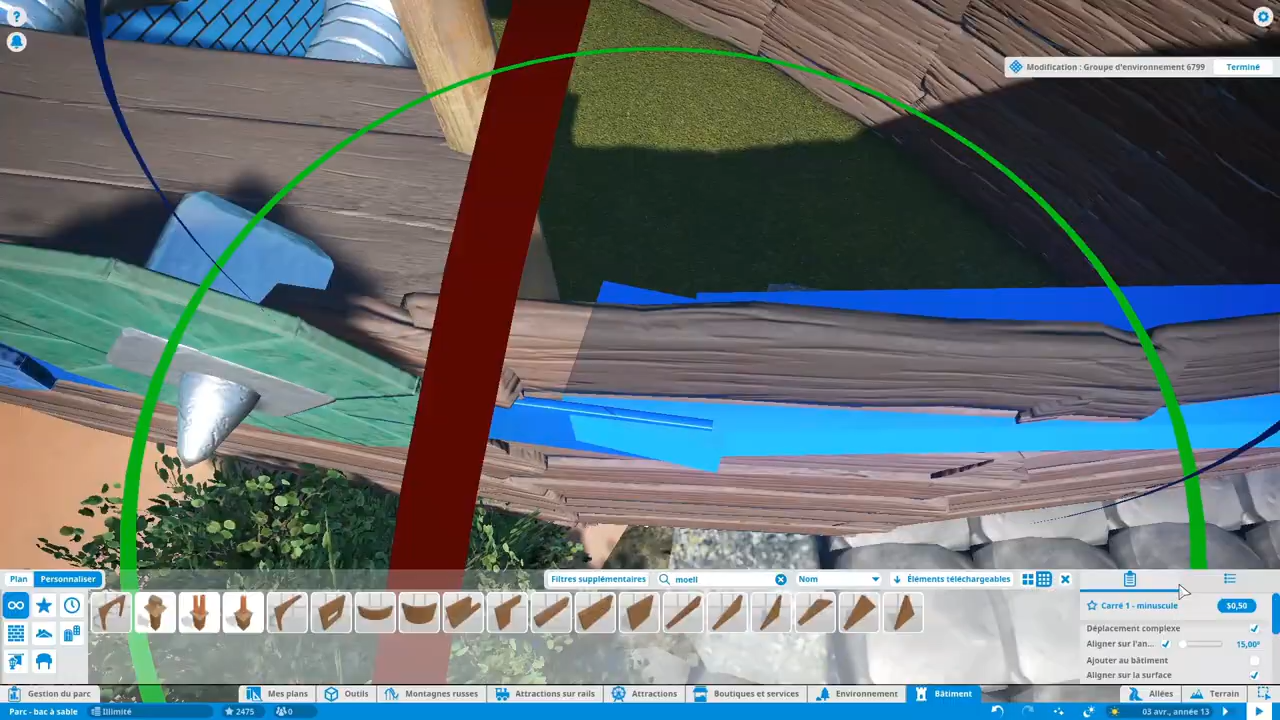 ?
Modification : Groupe d'environnement 6799
Terminé
Plan
Personnaliser
Filtres supplémentaires
moell
Nom
Éléments téléchargeables
Carré 1 - minuscule
$0,50
Déplacement complexe
Aligner sur l'an...
15,00°
Ajouter au bâtiment
Aligner sur la surface
Gestion du parc
Mes plans
Outils
Montagnes russes
Attractions sur rails
Attractions
Boutiques et services
Environnement
Bâtiment
Allées
Terrain
Parc - bac à sable
Illimité
2475
0
03 avr., année 13